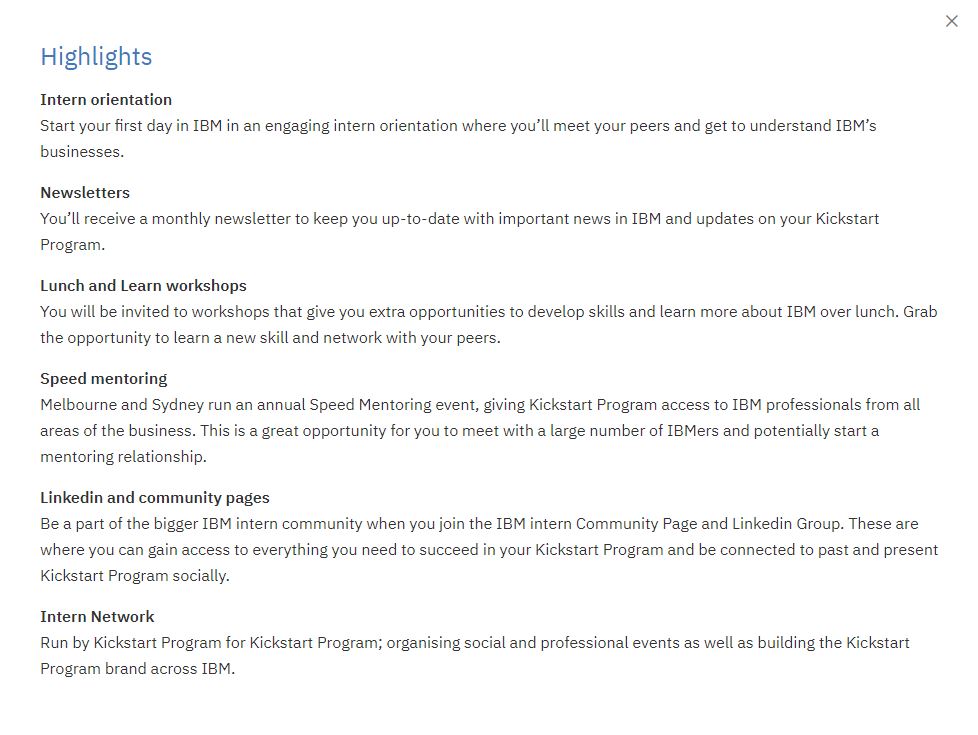 Highlights
Intern orientation
Start your first day in IBM in an engaging intern orientation where you’ll meet your peers and get to understand IBM’s
businesses.
Newsletters
You’ll receive a monthly newsletter to keep you up-to-date with important news in IBM and updates on your Kickstart
Program.
Lunch and Learn workshops
You will be invited to workshops that give you extra opportunities to develop skills and learn more about IBM over lunch. Grab
the opportunity to learn a new skill and network with your peers.
Speed mentoring
Melbourne and Sydney run an annual Speed Mentoring event, giving Kickstart Program access to IBM professionals from all
areas of the business. This is a great opportunity for you to meet with a large number of IBMers and potentially start a
mentoring relationship.
Linkedin and community pages
Be a part of the bigger IBM intern community when you join the IBM intern Community Page and Linkedin Group. These are
where you can gain access to everything you need to succeed in your Kickstart Program and be connected to past and present
Kickstart Program socially.
Intern Network
Run by Kickstart Program for Kickstart Program; organising social and professional events as well as building the Kickstart
Program brand across IBM.